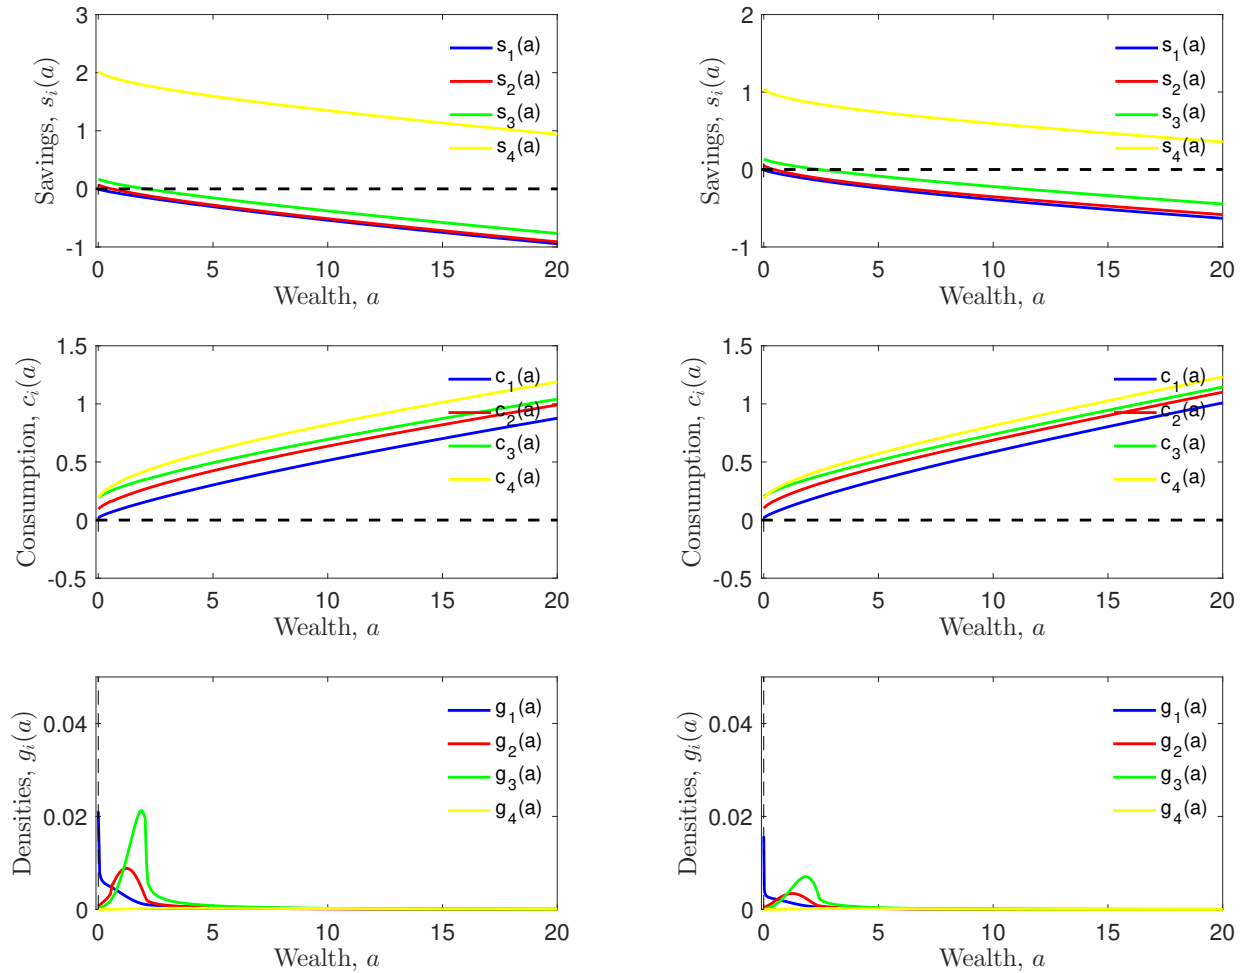 3
2
1
0
-1
Savings, s_i(a)
s_1(a)
s_2(a)
s_3(a)
s_4(a)
0 5 10 15 20
Wealth, a
2
1
0
-1
Savings, s_i(a)
s_1(a)
s_2(a)
s_3(a)
s_4(a)
0 5 10 15 20
Wealth, a
1.5
1
0.5
0
-0.5
Consumption, c_i(a)
c_1(a)
c_2(a)
c_3(a)
c_4(a)
0 5 10 15 20
Wealth, a
1.5
1
0.5
0
-0.5
Consumption, c_i(a)
c_1(a)
c_2(a)
c_3(a)
c_4(a)
0 5 10 15 20
Wealth, a
0.04
0.02
0
Densities, g_i(a)
g_1(a)
g_2(a)
g_3(a)
g_4(a)
0 5 10 15 20
Wealth, a
0.04
0.02
0
Densities, g_i(a)
g_1(a)
g_2(a)
g_3(a)
g_4(a)
0 5 10 15 20
Wealth, a